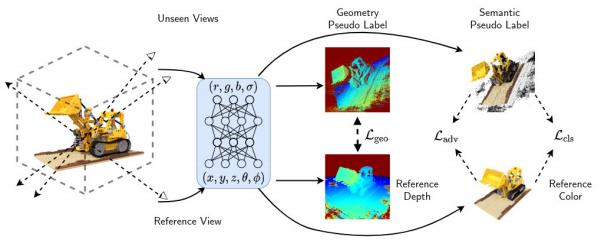 Unseen Views
Geometry
Pseudo Label
Semantic
Pseudo Label
(r, g, b, σ)
ℒgeo
ℒadv
ℒcls
(x, y, z, θ, ϕ)
Reference
Depth
Reference
Color
Reference View